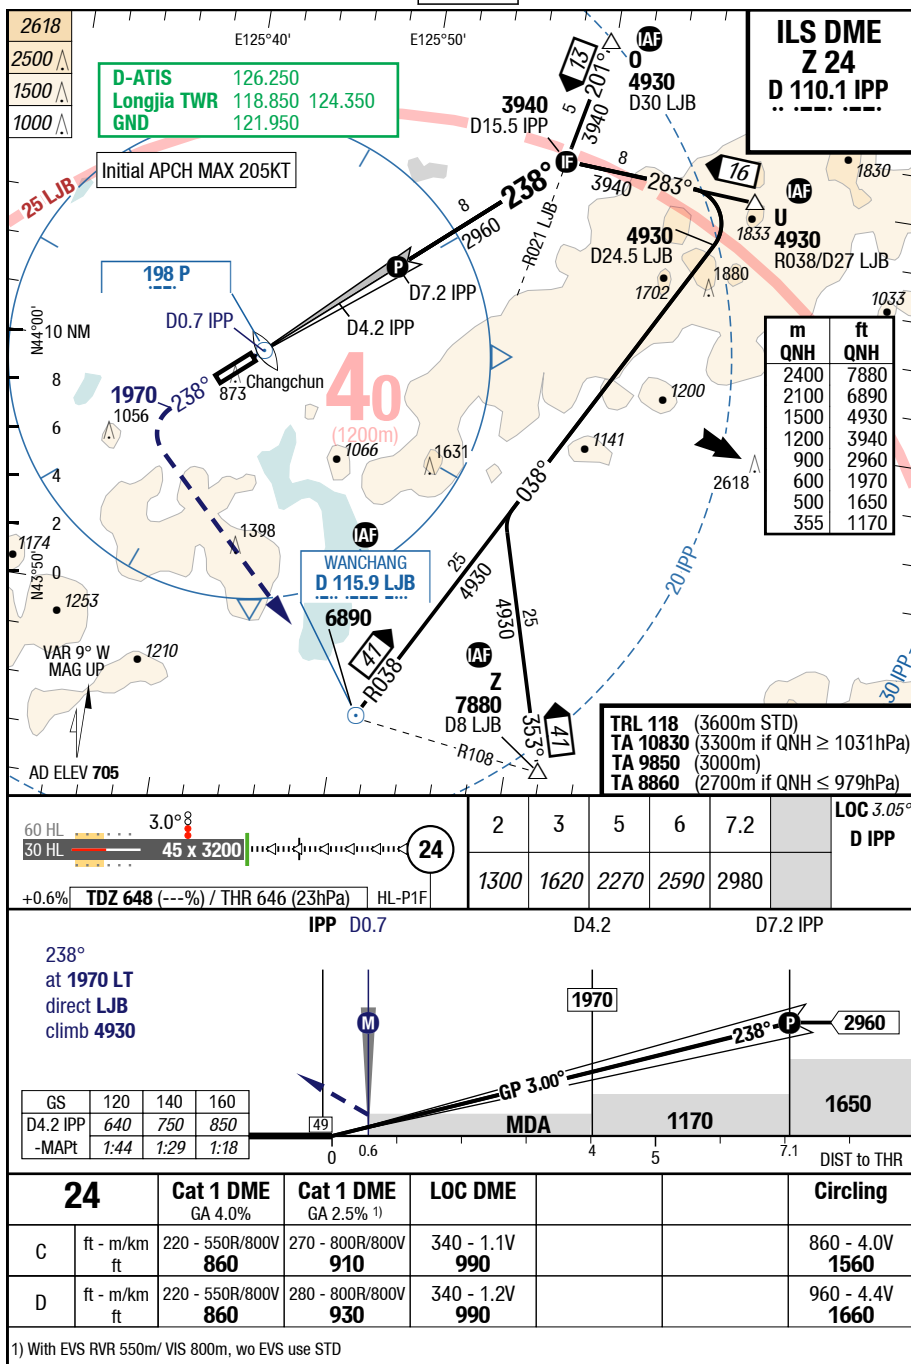 2618
2500
1500
1000
E125°40'
E125°50'
ILS DME
Z 24
D 110.1 IPP
D-ATIS 126.250
Longjia TWR 118.850 124.350
GND 121.950
Initial APCH MAX 205KT
25 LJB
IAF
O
4930
D30 LJB
13
201°
5
3940
3940
D15.5 IPP
IF
8
3940
283°
16
IAF
U
4930
R038/D27 LJB
1830
1833
238°
8
2960
R021 LJB
4930
D24.5 LJB
1880
1702
1033
198 P
P
D7.2 IPP
D4.2 IPP
D0.7 IPP
N44°00'
10 NM
8
6
4
2
0
N43°50'
Changchun
873
238°
1970
1056
40
(1200m)
1066
1631
1200
1141
2618
m ft
QNH QNH
2400 7880
2100 6890
1500 4930
1200 3940
900 2960
600 1970
500 1650
355 1170
038°
1398
1174
1253
1210
IAF
WANCHANG
D 115.9 LJB
6890
25
4930
25
4930
41
R038
IAF
Z
7880
D8 LJB
353°
41
R108
20 IPP
30 IPP
VAR 9° W
MAG UP
AD ELEV 705
TRL 118 (3600m STD)
TA 10830 (3300m if QNH ≥ 1031hPa)
TA 9850 (3000m)
TA 8860 (2700m if QNH ≤ 979hPa)
60 HL
30 HL
3.0°
45 x 3200
24
+0.6%
TDZ 648 (---%) / THR 646 (23hPa)
HL-P1F
2 3 5 6 7.2 LOC 3.05°
D IPP
1300 1620 2270 2590 2980
IPP D0.7 D4.2 D7.2 IPP
238°
at 1970 LT
direct LJB
climb 4930
M
1970
238°
P
2960
GP 3.00°
49
MDA
1170
1650
GS 120 140 160
D4.2 IPP 640 750 850
-MAPt 1:44 1:29 1:18
0 0.6 4 5 7.1 DIST to THR
24 Cat 1 DME Cat 1 DME LOC DME Circling
GA 4.0% GA 2.5% 1)
C ft - m/km 220 - 550R/800V 270 - 800R/800V 340 - 1.1V 860 - 4.0V
ft 860 910 990 1560
D ft - m/km 220 - 550R/800V 280 - 800R/800V 340 - 1.2V 960 - 4.4V
ft 860 930 990 1660
1) With EVS RVR 550m/ VIS 800m, wo EVS use STD